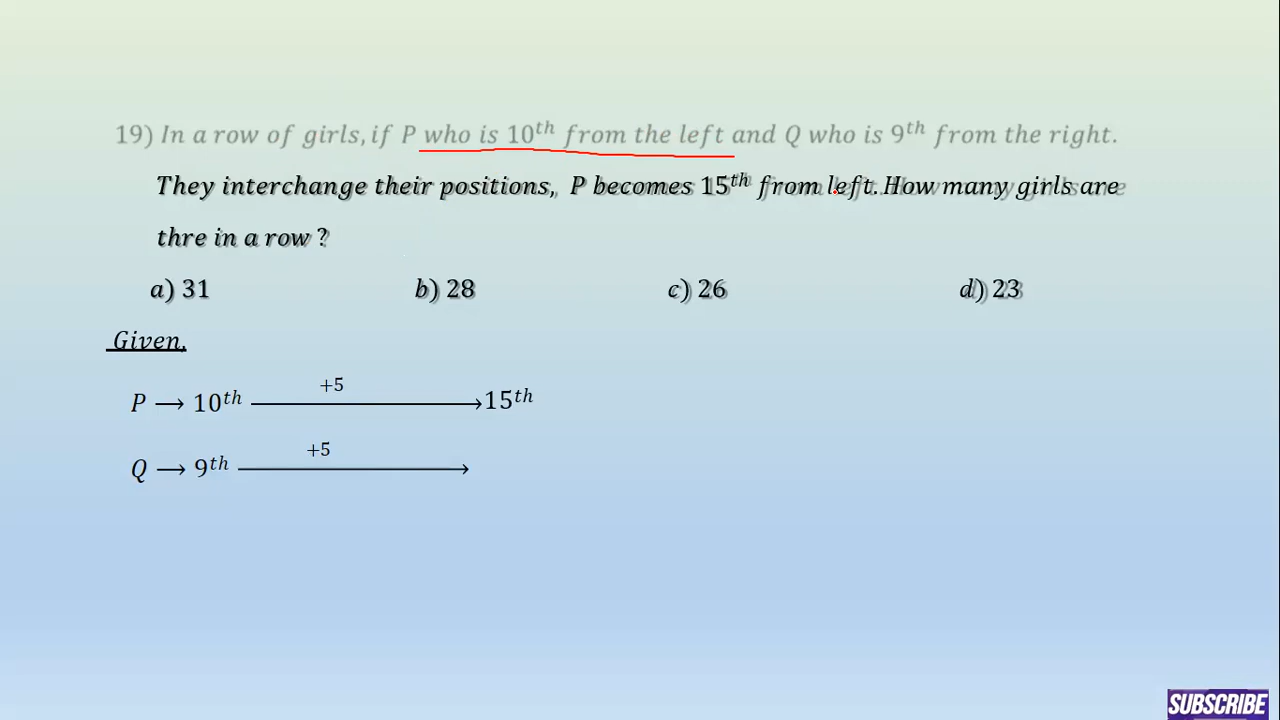 19) In a row of girls, if P who is 10th from the left and Q who is 9th from the right.
They interchange their positions, P becomes 15th from left. How many girls are
thre in a row ?
a) 31 b) 28 c) 26 d) 23
Given,
+5
P → 10th → 15th
+5
Q → 9th →
SUBSCRIBE